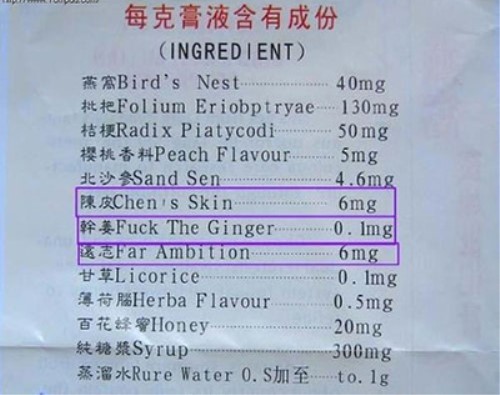 每克膏液含有成份
(INGREDIENT)
燕窩Bird's Nest 40mg
枇杷Folium Eriobptryae 130mg
桔梗Radix Piatycodi 50mg
櫻桃香料Peach Flavour 5mg
北沙參Sand Sen 4.6mg
陳皮Chen's Skin 6mg
幹姜Fuck The Ginger 0.1mg
遠志Far Ambition 6mg
甘草Licorice 0.1mg
薄荷腦Herba Flavour 0.5mg
百花蜂蜜Honey 20mg
純糖漿Syrup 300mg
蒸溜水Rure Water O.S加至 to.1g